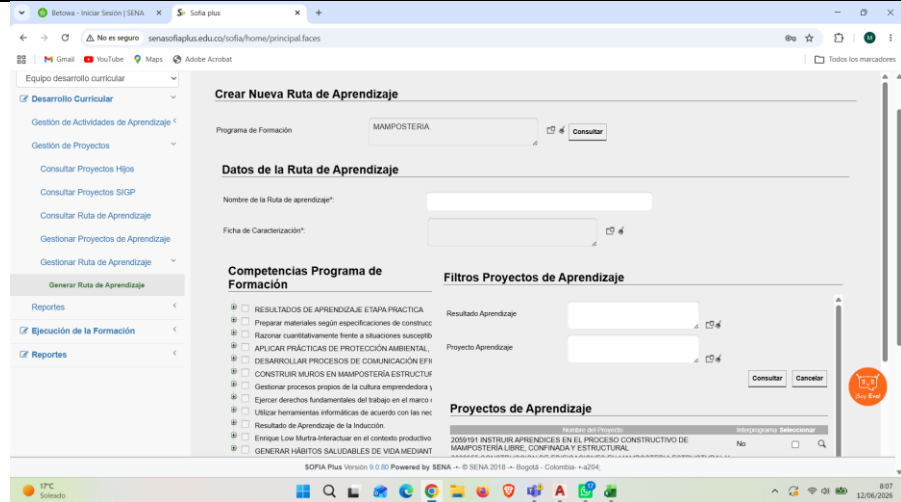 Betowa - Iniciar Sesión | SENA
Sofia plus
No es seguro
senasofiaplus.edu.co/sofia/home/principal.faces
Gmail
YouTube
Maps
Adobe Acrobat
Todos los marcadores
Equipo desarrollo curricular
Desarrollo Curricular
Gestión de Actividades de Aprendizaje
Gestión de Proyectos
Consultar Proyectos Hijos
Consultar Proyectos SIGP
Consultar Ruta de Aprendizaje
Gestionar Proyectos de Aprendizaje
Gestionar Ruta de Aprendizaje
Generar Ruta de Aprendizaje
Reportes
Ejecución de la Formación
Reportes
Crear Nueva Ruta de Aprendizaje
Programa de Formación
MAMPOSTERIA.
Consultar
Datos de la Ruta de Aprendizaje
Nombre de la Ruta de aprendizaje*:
Ficha de Caracterización*:
Competencias Programa de
Formación
RESULTADOS DE APRENDIZAJE ETAPA PRACTICA
Preparar materiales según especificaciones de construcc
Razonar cuantitativamente frente a situaciones susceptib
APLICAR PRÁCTICAS DE PROTECCIÓN AMBIENTAL,
DESARROLLAR PROCESOS DE COMUNICACIÓN EFI
CONSTRUIR MUROS EN MAMPOSTERÍA ESTRUCTUR
Gestionar procesos propios de la cultura emprendedora y
Ejercer derechos fundamentales del trabajo en el marco
Utilizar herramientas informáticas de acuerdo con las nec
Resultado de Aprendizaje de la Inducción.
Enrique Low Murtra-Interactuar en el contexto productivo
GENERAR HÁBITOS SALUDABLES DE VIDA MEDIANT
Filtros Proyectos de Aprendizaje
Resultado Aprendizaje
Proyecto Aprendizaje
Consultar
Cancelar
Proyectos de Aprendizaje
Nombre del Proyecto
Interprograma Seleccionar
2059191 INSTRUIR APRENDICES EN EL PROCESO CONSTRUCTIVO DE
MAMPOSTERÍA LIBRE, CONFINADA Y ESTRUCTURAL
No
SOFIA Plus Versión 9.0.80 Powered by SENA -•- © SENA 2018 -•- Bogotá - Colombia- •-a204;
17°C
Soleado
8:07
12/06/2026